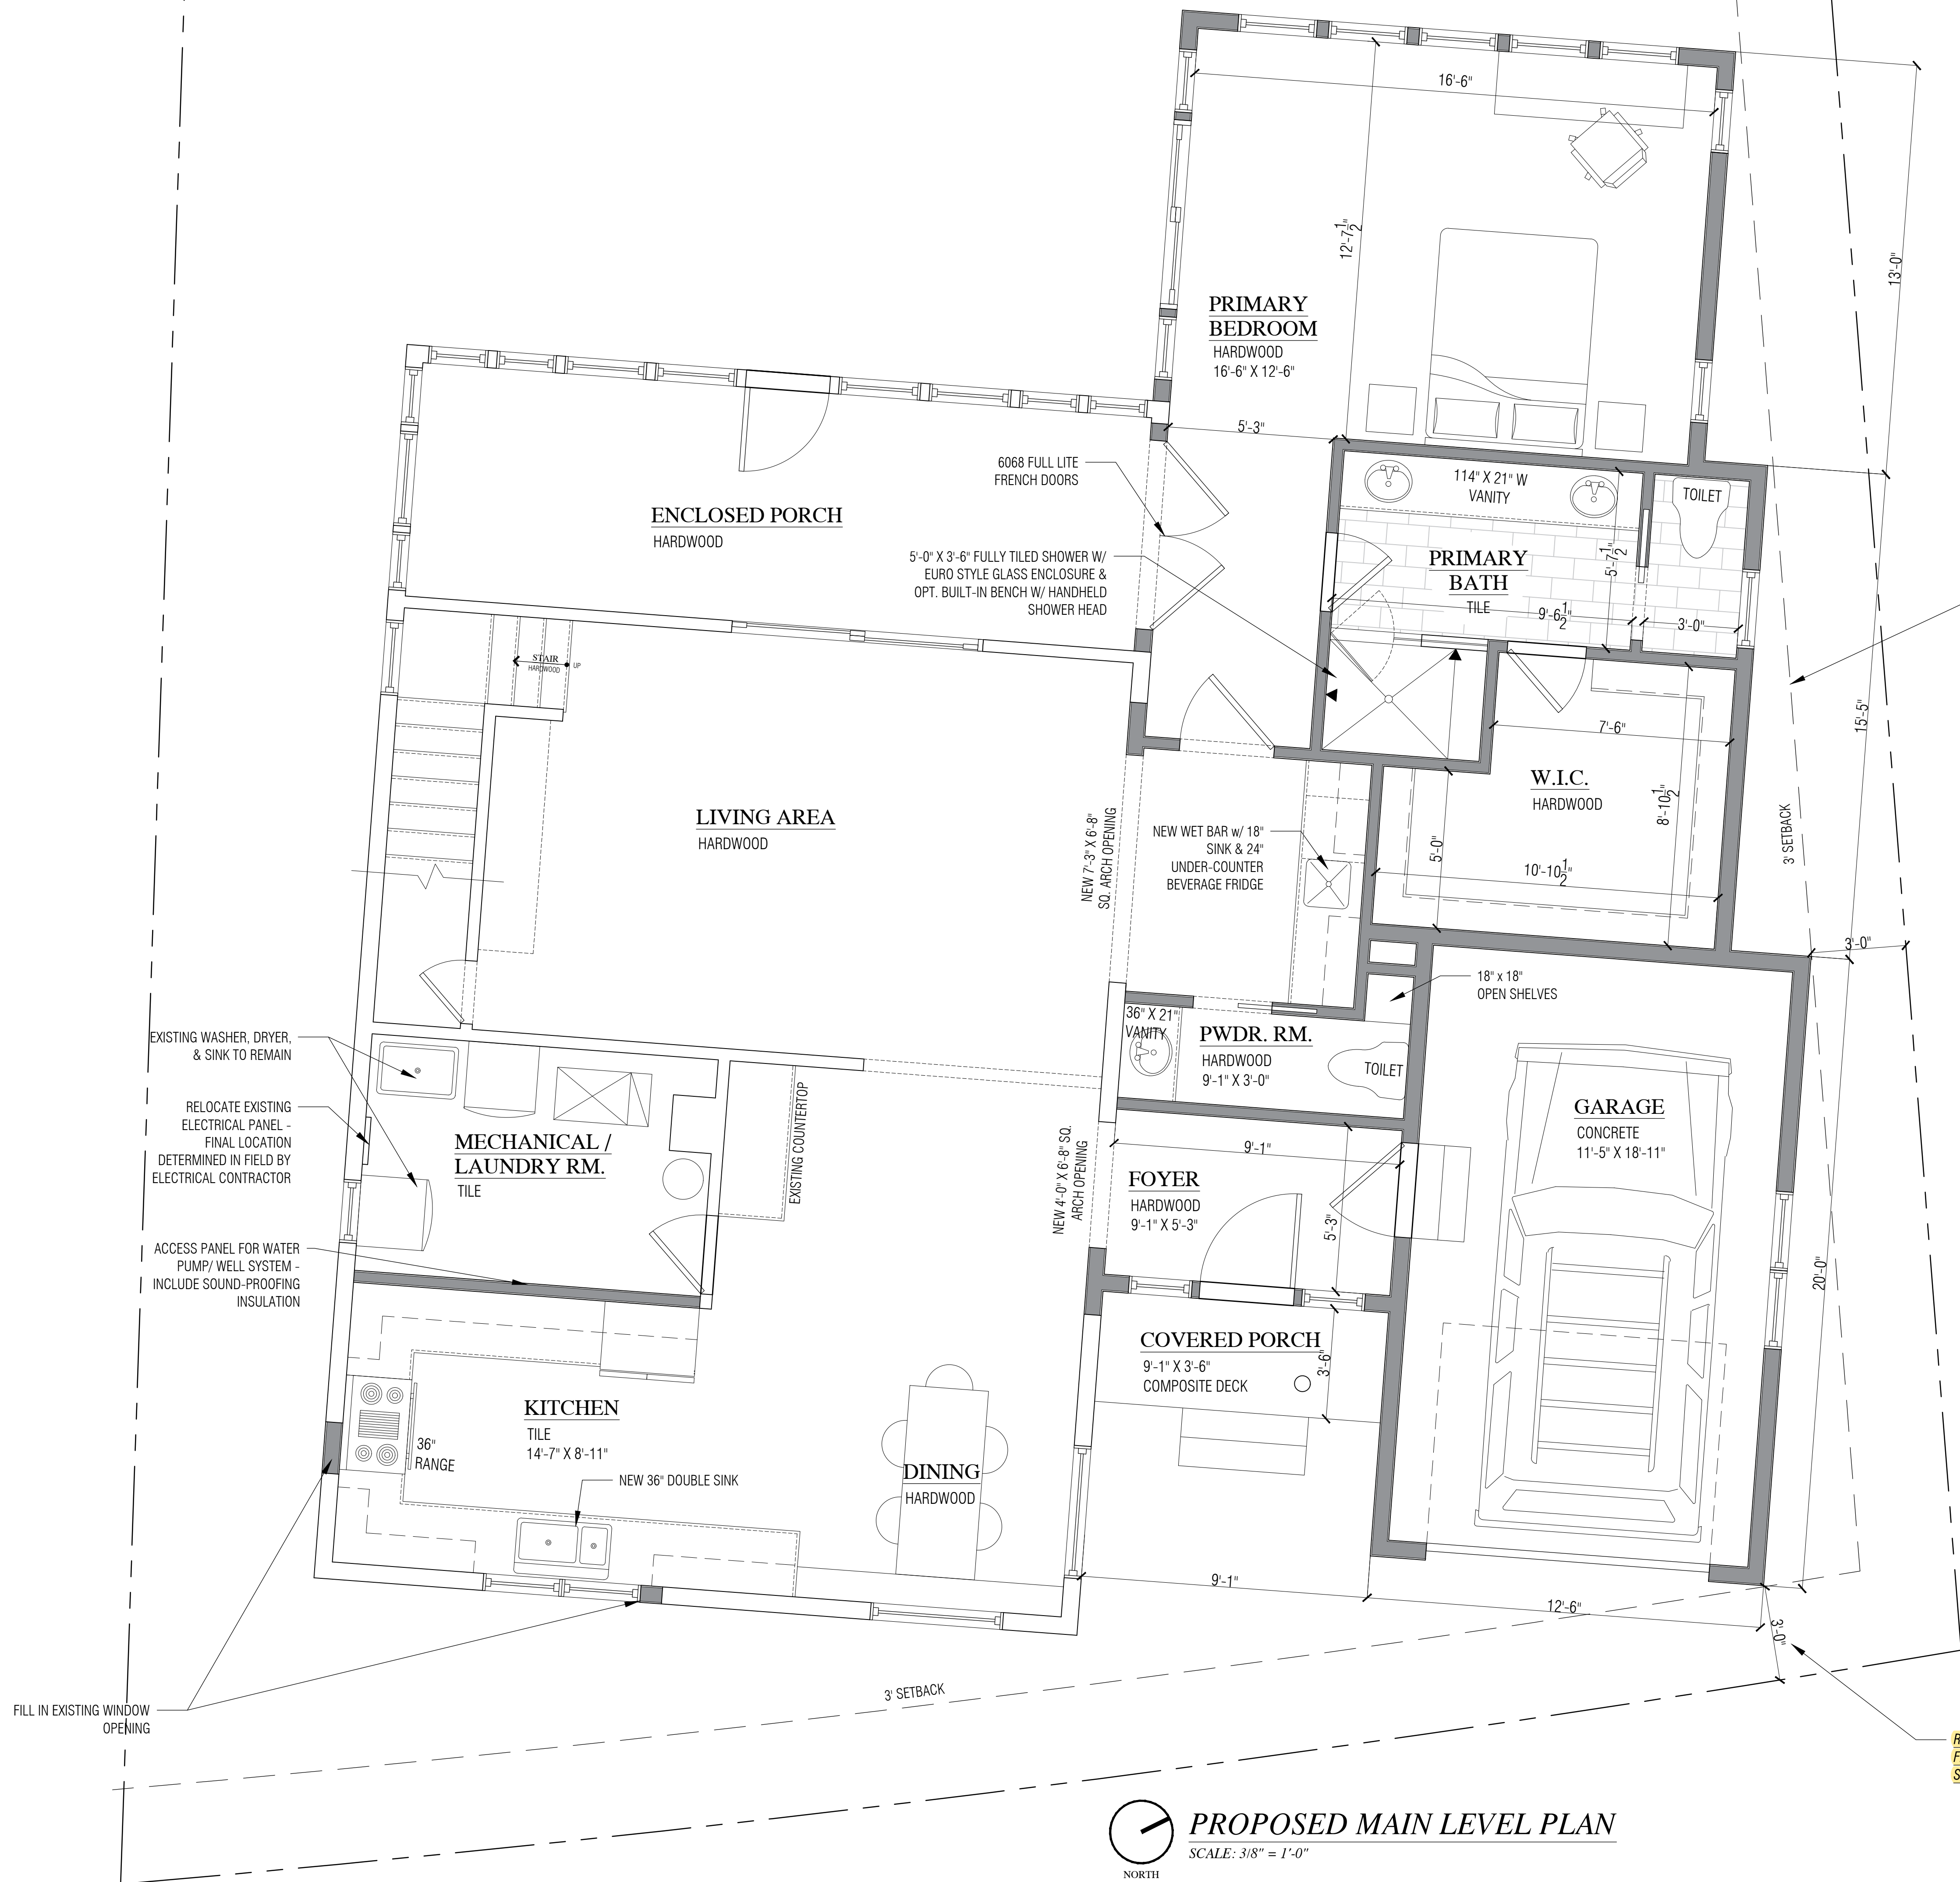 16'-6"
12'-7 1/2"
13'-0"
PRIMARY
BEDROOM
HARDWOOD
16'-6" X 12'-6"
5'-3"
6068 FULL LITE
FRENCH DOORS
ENCLOSED PORCH
HARDWOOD
5'-0" X 3'-6" FULLY TILED SHOWER W/
EURO STYLE GLASS ENCLOSURE &
OPT. BUILT-IN BENCH W/ HANDHELD
SHOWER HEAD
114" X 21" W
VANITY
TOILET
PRIMARY
BATH
TILE
5'-7 1/2"
9'-6 1/2"
3'-0"
STAIR
HARDWOOD
UP
15'-5"
7'-6"
W.I.C.
HARDWOOD
8'-10 1/2"
5'-0"
10'-10 1/2"
3' SETBACK
3'-0"
LIVING AREA
HARDWOOD
NEW 7'-3" X 6'-8"
SQ. ARCH OPENING
NEW WET BAR w/ 18"
SINK & 24"
UNDER-COUNTER
BEVERAGE FRIDGE
18" x 18"
OPEN SHELVES
36" X 21"
VANITY
PWDR. RM.
HARDWOOD
9'-1" X 3'-0"
TOILET
EXISTING WASHER, DRYER,
& SINK TO REMAIN
RELOCATE EXISTING
ELECTRICAL PANEL -
FINAL LOCATION
DETERMINED IN FIELD BY
ELECTRICAL CONTRACTOR
MECHANICAL /
LAUNDRY RM.
TILE
EXISTING COUNTERTOP
ACCESS PANEL FOR WATER
PUMP/ WELL SYSTEM -
INCLUDE SOUND-PROOFING
INSULATION
NEW 4'-0" X 6'-8" SQ.
ARCH OPENING
9'-1"
FOYER
HARDWOOD
9'-1" X 5'-3"
5'-3"
GARAGE
CONCRETE
11'-5" X 18'-11"
20'-0"
COVERED PORCH
9'-1" X 3'-6"
COMPOSITE DECK
3'-6"
KITCHEN
TILE
14'-7" X 8'-11"
36"
RANGE
NEW 36" DOUBLE SINK
DINING
HARDWOOD
9'-1"
12'-6"
3'-0"
3' SETBACK
FILL IN EXISTING WINDOW
OPENING
R
F
S
NORTH
PROPOSED MAIN LEVEL PLAN
SCALE: 3/8" = 1'-0"